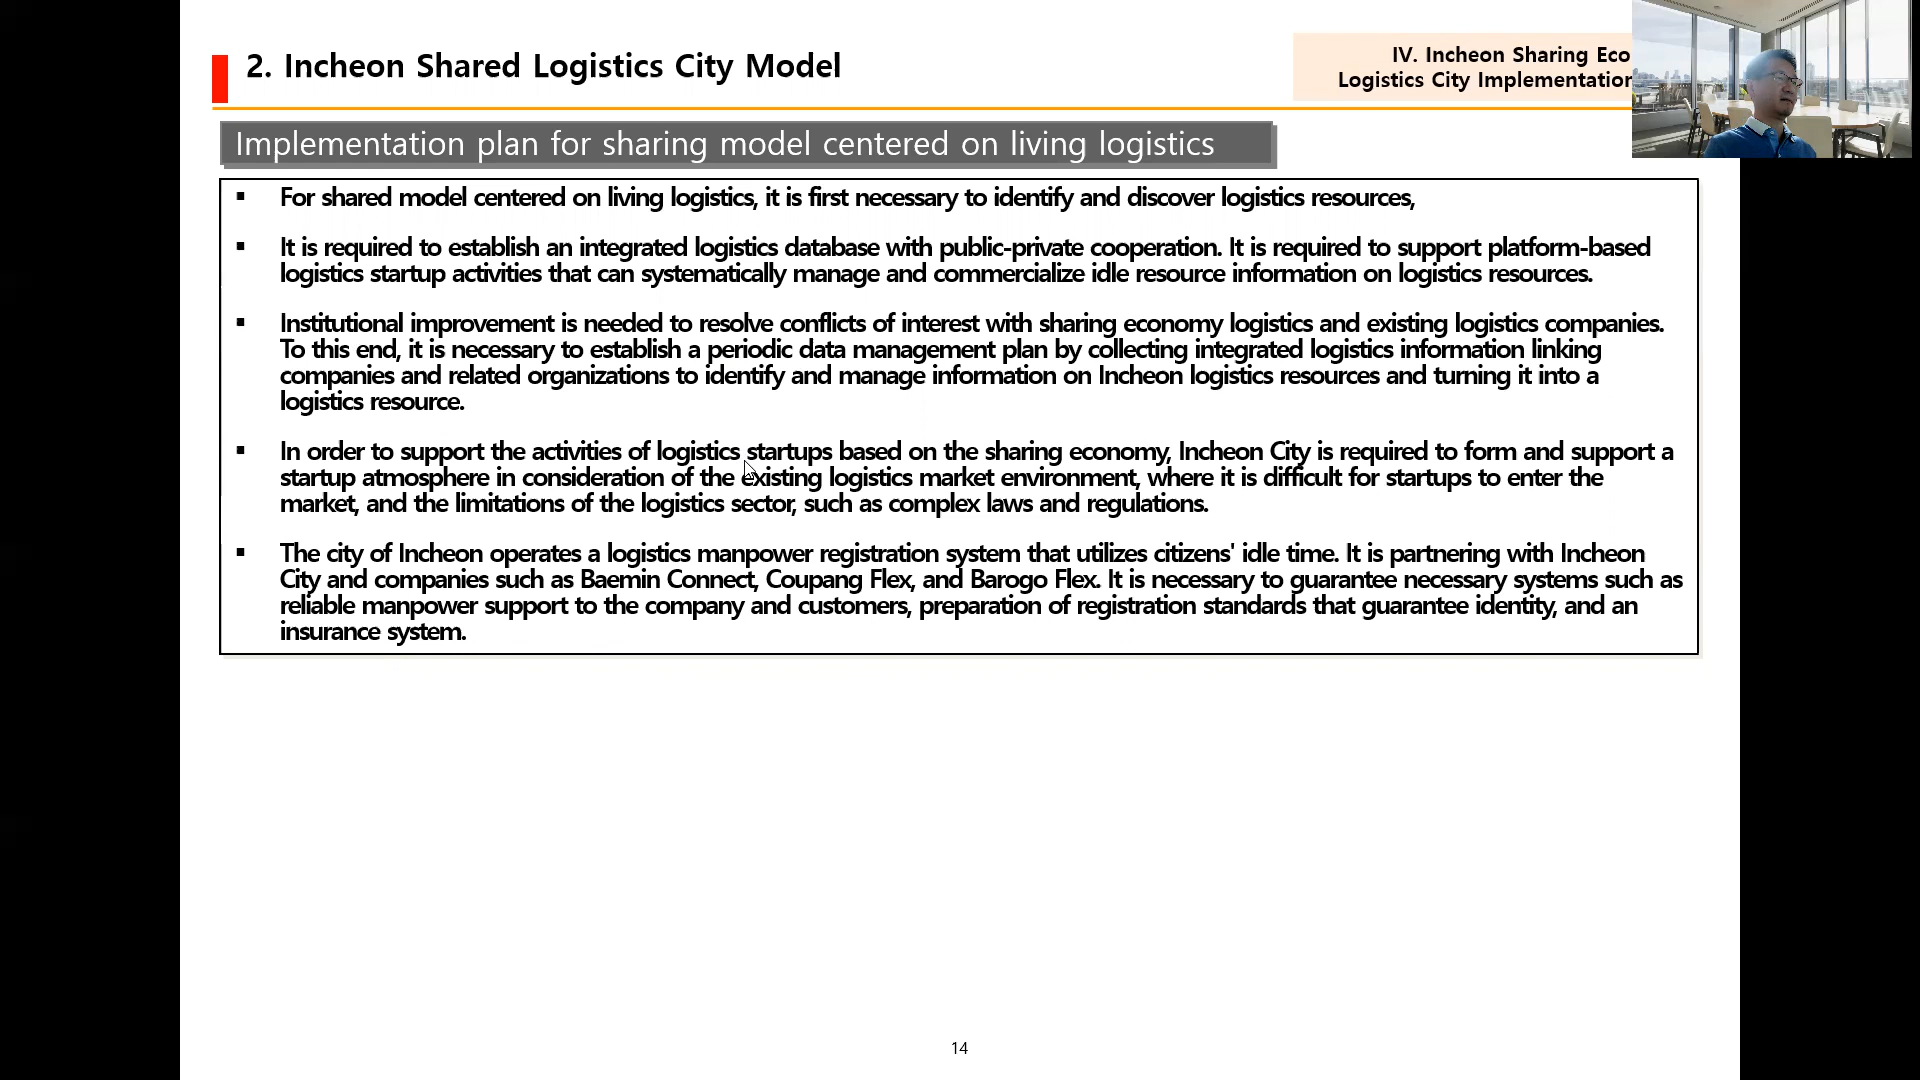 2. Incheon Shared Logistics City Model
IV. Incheon Sharing
Logistics City Implementation
Implementation plan for sharing model centered on living logistics
▪ For shared model centered on living logistics, it is first necessary to identify and discover logistics resources,
▪ It is required to establish an integrated logistics database with public-private cooperation. It is required to support platform-based
logistics startup activities that can systematically manage and commercialize idle resource information on logistics resources.
▪ Institutional improvement is needed to resolve conflicts of interest with sharing economy logistics and existing logistics companies.
To this end, it is necessary to establish a periodic data management plan by collecting integrated logistics information linking
companies and related organizations to identify and manage information on Incheon logistics resources and turning it into a
logistics resource.
▪ In order to support the activities of logistics startups based on the sharing economy, Incheon City is required to form and support a
startup atmosphere in consideration of the existing logistics market environment, where it is difficult for startups to enter the
market, and the limitations of the logistics sector, such as complex laws and regulations.
▪ The city of Incheon operates a logistics manpower registration system that utilizes citizens' idle time. It is partnering with Incheon
City and companies such as Baemin Connect, Coupang Flex, and Barogo Flex. It is necessary to guarantee necessary systems such as
reliable manpower support to the company and customers, preparation of registration standards that guarantee identity, and an
insurance system.
14